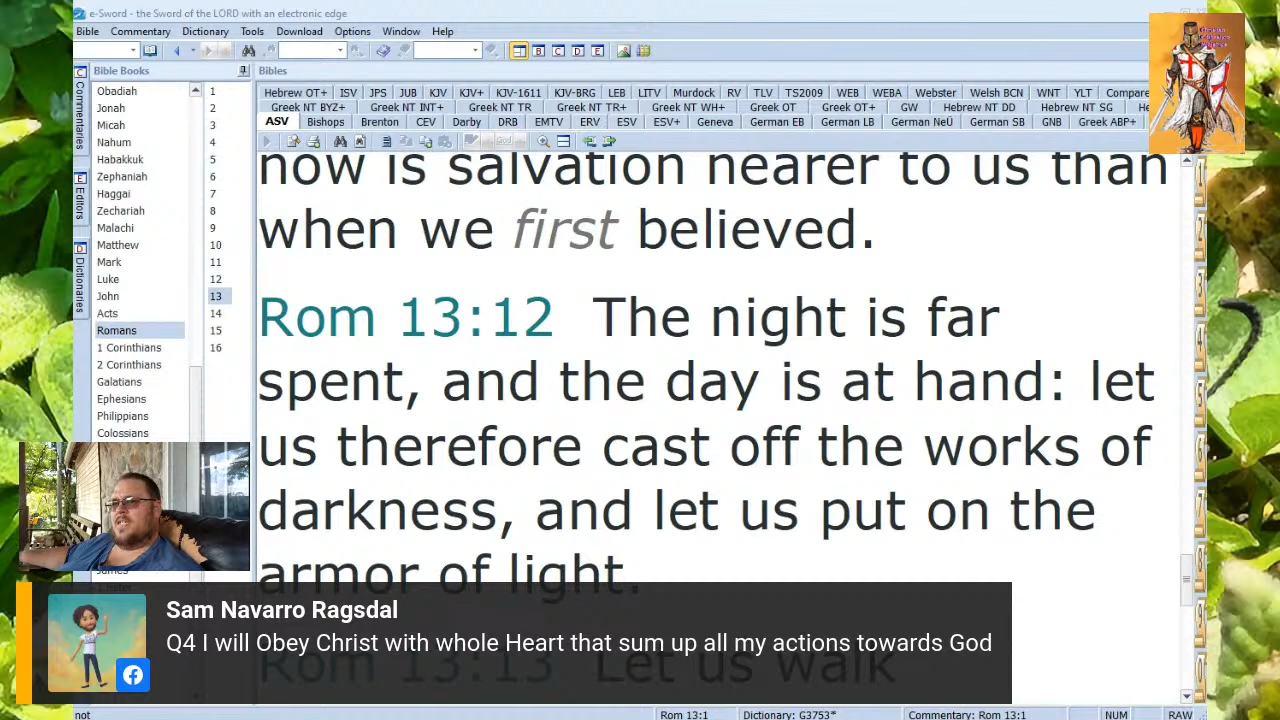 e-Sword - the Sword of the LORD with an electronic edge
Bible Commentary Dictionary Tools Download Options Window Help
Bible Books
Bibles
Commentaries
Editors
Dictionaries
Obadiah
Jonah
Micah
Nahum
Habakkuk
Zephaniah
Haggai
Zechariah
Malachi
Matthew
Mark
Luke
John
Acts
Romans
1 Corinthians
2 Corinthians
Galatians
Ephesians
Philippians
Colossians
James
1
2
3
4
5
6
7
8
9
10
11
12
13
14
15
16
Hebrew OT+ ISV JPS JUB KJV KJV+ KJV-1611 KJV-BRG LEB LITV Murdock RV TLV TS2009 WEB WEBA Webster Welsh BCN WNT YLT Compare
Greek NT BYZ+ Greek NT INT+ Greek NT TR Greek NT TR+ Greek NT WH+ Greek OT Greek OT+ GW Hebrew NT DD Hebrew NT SG He
ASV Bishops Brenton CEV Darby DNB EMTV ERV ESV ESV+ Geneva German EB German LB German NeÜ German SB GNB Greek ABP+
now is salvation nearer to us than
when we first believed.
Rom 13:12 The night is far
spent, and the day is at hand: let
us therefore cast off the works of
darkness, and let us put on the
armor of light.
Rom 13:13 Let us walk
Sam Navarro Ragsdal
Q4 I will Obey Christ with whole Heart that sum up all my actions towards God
not
Rom 13:1 Dictionary: G3753* Commentary: Rom 13:1 NUM RAW